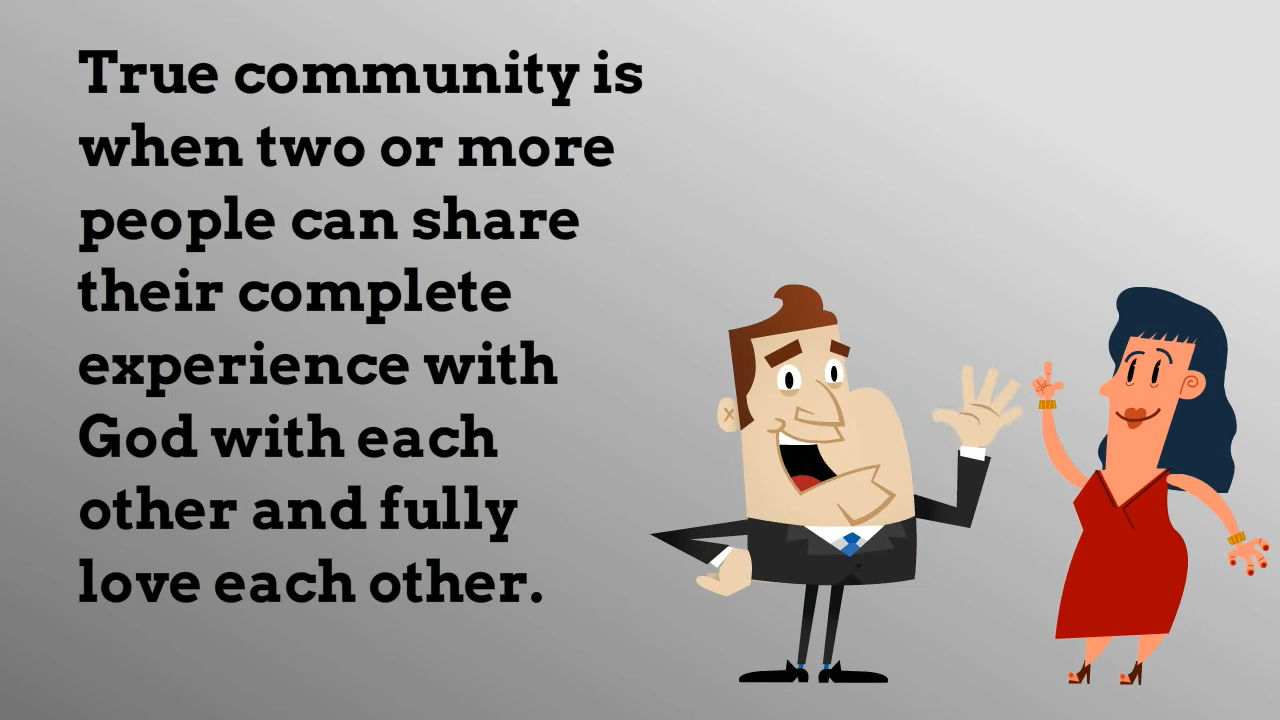 True community is
when two or more
people can share
their complete
experience with
God with each
other and fully
love each other.